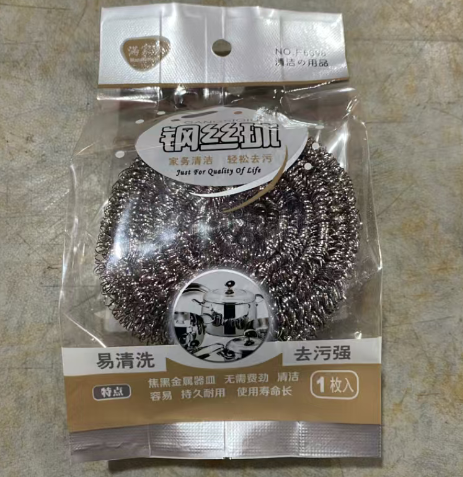 NO.F6398
清洁の用品
钢丝球
家务清洁 轻松去污
Just For Quality Of Life
易清洗
去污强
特点
焦黑金属器皿 无需费劲 清洁
容易 持久耐用 使用寿命长
1枚入